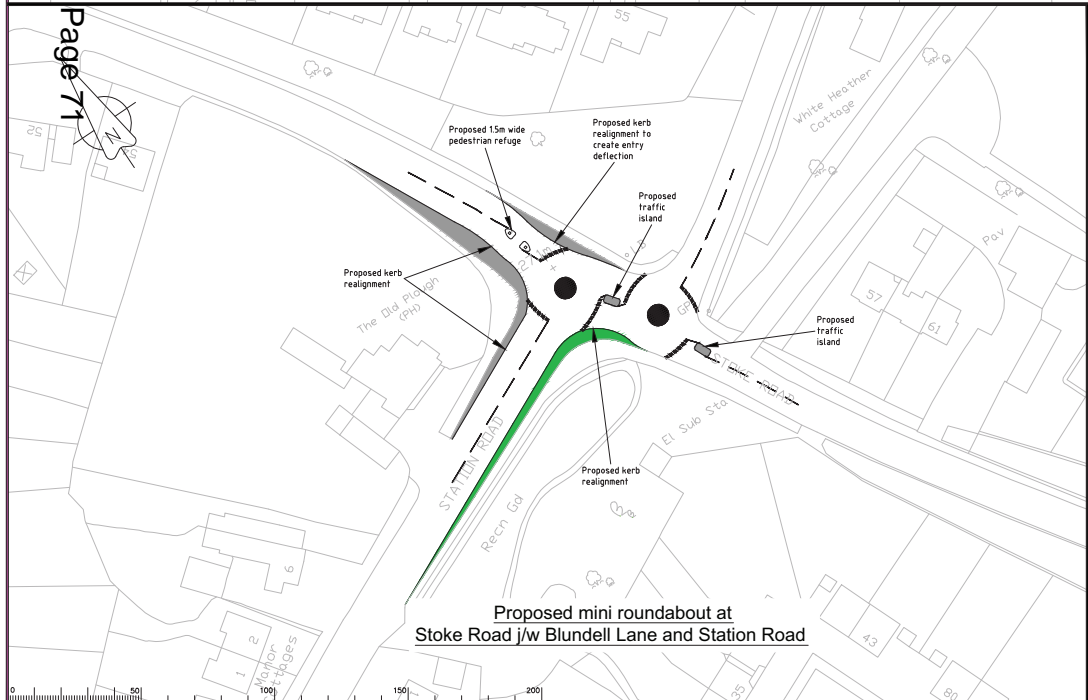 Page 71
N
52
54
55
White Heather
Cottage
Proposed 1.5m wide
pedestrian refuge
Proposed kerb
realignment to
create entry
deflection
Proposed
traffic
island
Pav
57
61
Proposed kerb
realignment
The Old Plough
(PH)
Proposed
traffic
island
STOKE ROAD
El Sub Sta
STATION ROAD
Proposed kerb
realignment
Recn Gd
6
Proposed mini roundabout at
Stoke Road j/w Blundell Lane and Station Road
2
1
Manor
Cottages
43
35
0
50
100
150
200